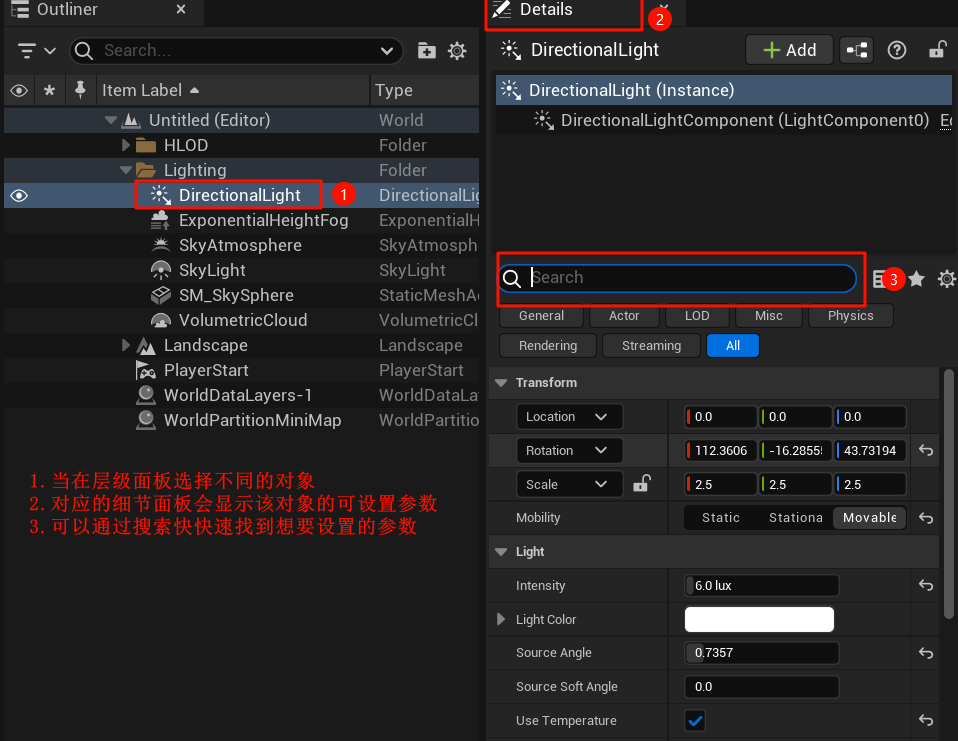 Outliner
Search...
Item Label
Type
Untitled (Editor)
World
HLOD
Folder
Lighting
Folder
DirectionalLight
1
DirectionalLig
ExponentialHeightFog
ExponentialH
SkyAtmosphere
SkyAtmosph
SkyLight
SkyLight
SM_SkySphere
StaticMeshAc
VolumetricCloud
VolumetricCl
Landscape
Landscape
PlayerStart
PlayerStart
WorldDataLayers-1
WorldDataLa
WorldPartitionMiniMap
WorldPartitio
1. 当在层级面板选择不同的对象
2. 对应的细节面板会显示该对象的可设置参数
3. 可以通过搜索快快速找到想要设置的参数
Details
2
DirectionalLight
Add
DirectionalLight (Instance)
DirectionalLightComponent (LightComponent0)
Ec
Search
3
General
Actor
LOD
Misc
Physics
Rendering
Streaming
All
Transform
Location
0.0
0.0
0.0
Rotation
112.3606
-16.2855
43.73194
Scale
2.5
2.5
2.5
Mobility
Static
Stationa
Movable
Light
Intensity
6.0 lux
Light Color
Source Angle
0.7357
Source Soft Angle
0.0
Use Temperature